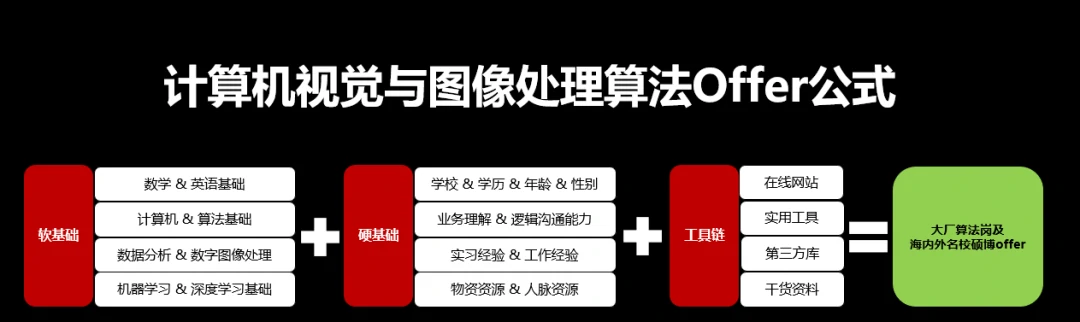 计算机视觉与图像处理算法Offer公式
软基础
数学 & 英语基础
计算机 & 算法基础
数据分析 & 数字图像处理
机器学习 & 深度学习基础
+
硬基础
学校 & 学历 & 年龄 & 性别
业务理解 & 逻辑沟通能力
实习经验 & 工作经验
物资资源 & 人脉资源
+
工具链
在线网站
实用工具
第三方库
干货资料
=
大厂算法岗及
海内外名校硕博offer